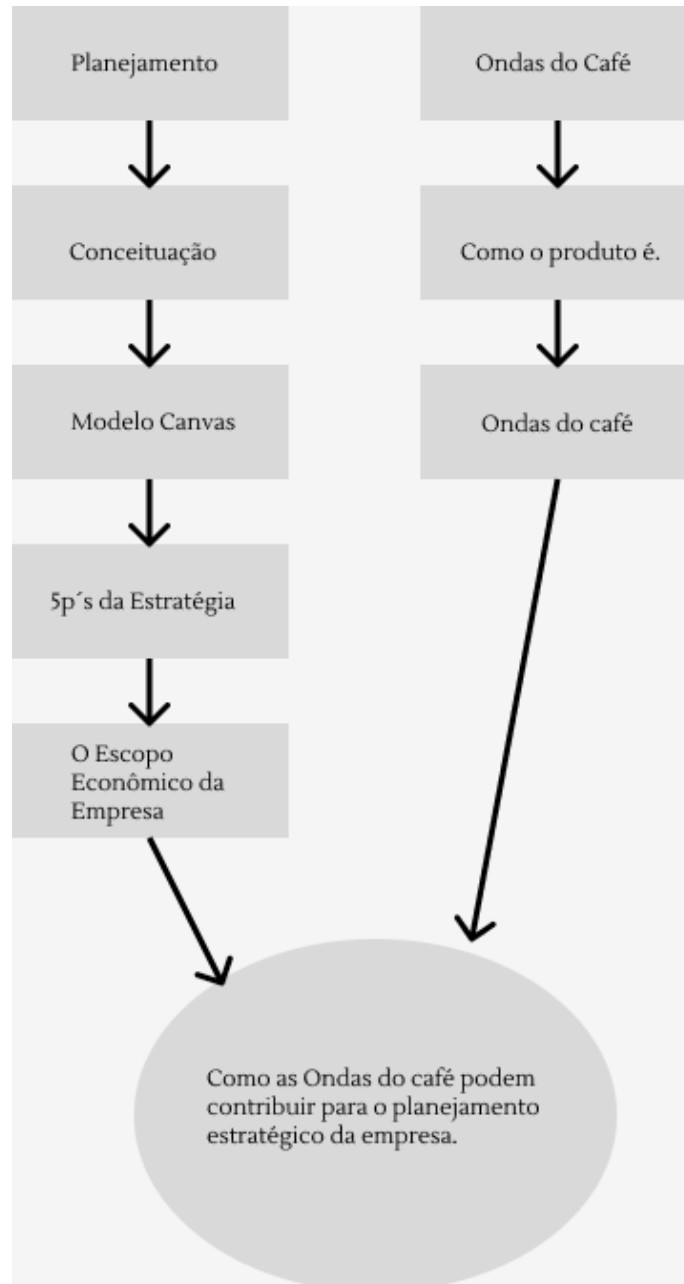 Planejamento
Ondas do Café
Conceituação
Como o produto é.
Modelo Canvas
Ondas do café
5p´s da Estratégia
O Escopo
Econômico da
Empresa
Como as Ondas do café podem
contribuir para o planejamento
estratégico da empresa.